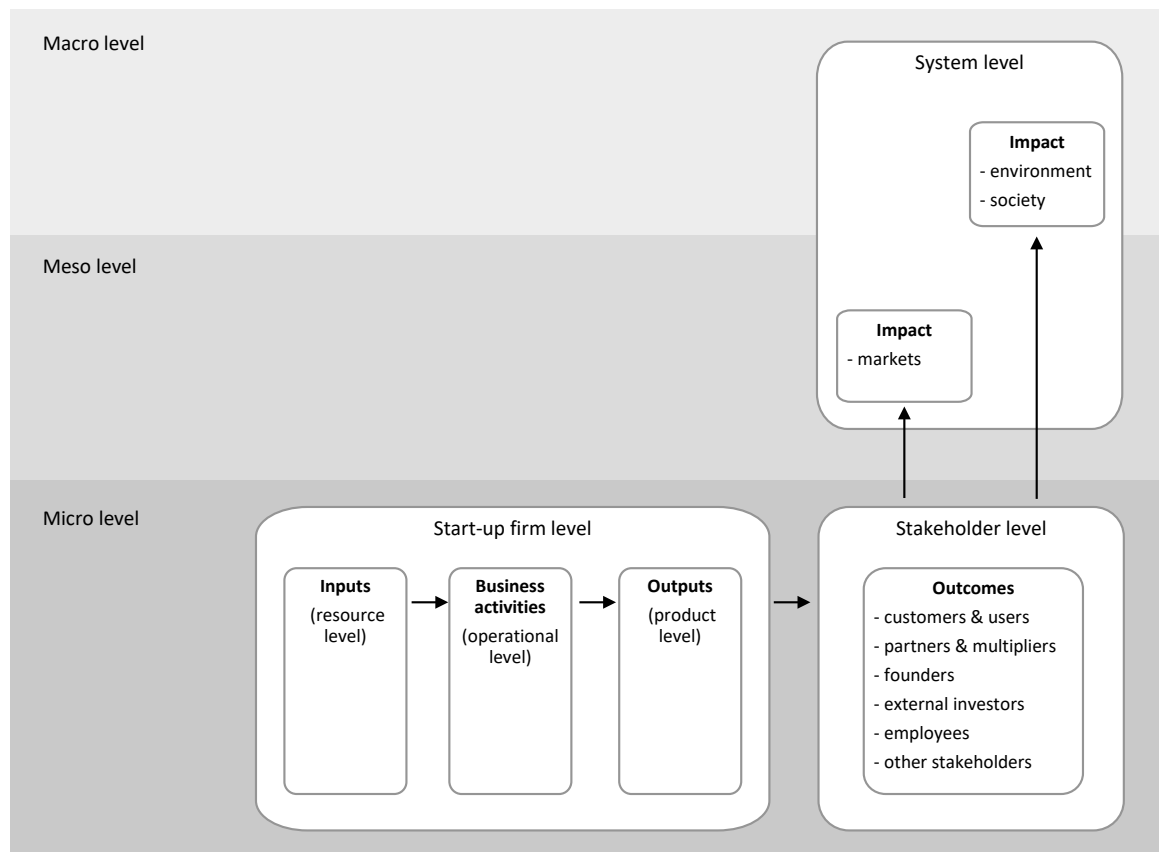 Macro level
System level
Impact
- environment
- society
Meso level
Impact
- markets
Micro level
Start-up firm level
Inputs
(resource
level)
Business
activities
(operational
level)
Outputs
(product
level)
Stakeholder level
Outcomes
- customers & users
- partners & multipliers
- founders
- external investors
- employees
- other stakeholders